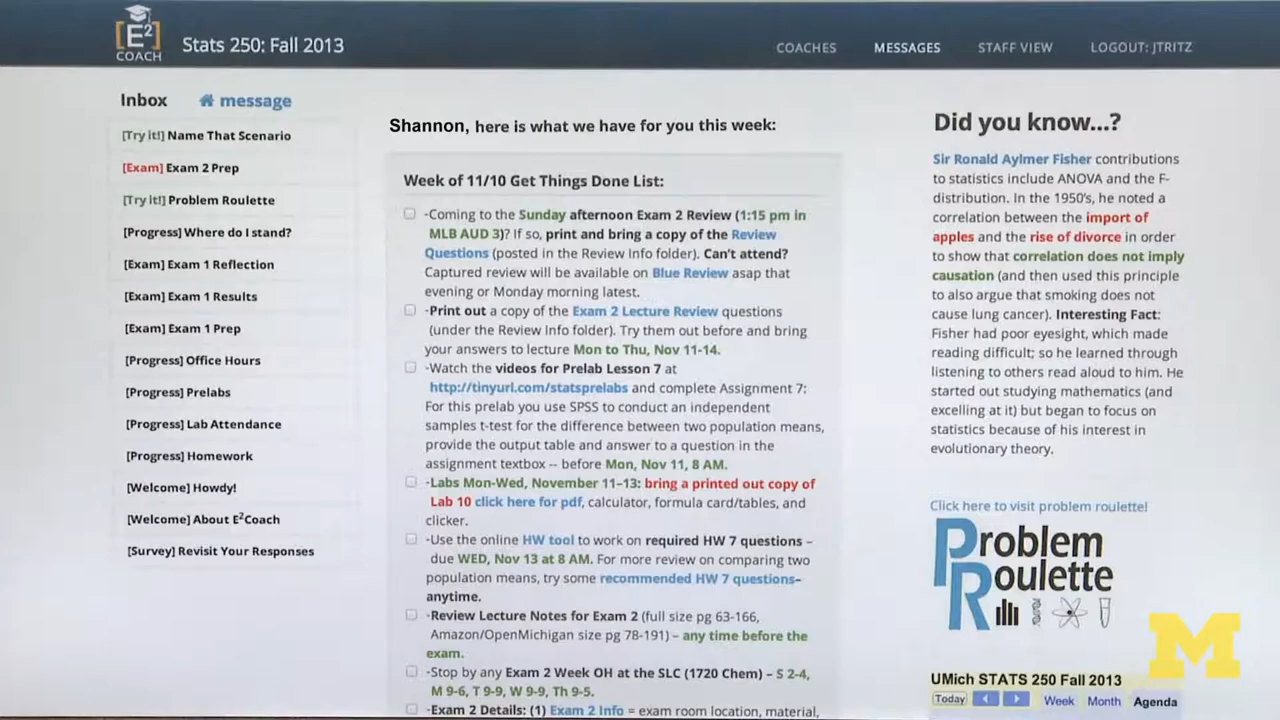 [E²]
COACH
Stats 250: Fall 2013
COACHES
MESSAGES
STAFF VIEW
LOGOUT: JTRITZ
Inbox
message
[Try it!] Name That Scenario
[Exam] Exam 2 Prep
[Try it!] Problem Roulette
[Progress] Where do I stand?
[Exam] Exam 1 Reflection
[Exam] Exam 1 Results
[Exam] Exam 1 Prep
[Progress] Office Hours
[Progress] Prelabs
[Progress] Lab Attendance
[Progress] Homework
[Welcome] Howdy!
[Welcome] About E²Coach
[Survey] Revisit Your Responses
Shannon, here is what we have for you this week:
Week of 11/10 Get Things Done List:
-Coming to the Sunday afternoon Exam 2 Review (1:15 pm in
MLB AUD 3)? If so, print and bring a copy of the Review
Questions (posted in the Review Info folder). Can't attend?
Captured review will be available on Blue Review asap that
evening or Monday morning latest.
-Print out a copy of the Exam 2 Lecture Review questions
(under the Review Info folder). Try them out before and bring
your answers to lecture Mon to Thu, Nov 11-14.
-Watch the videos for Prelab Lesson 7 at
http://tinyurl.com/statsprelabs and complete Assignment 7:
For this prelab you use SPSS to conduct an independent
samples t-test for the difference between two population means,
provide the output table and answer to a question in the
assignment textbox -- before Mon, Nov 11, 8 AM.
-Labs Mon-Wed, November 11–13: bring a printed out copy of
Lab 10 click here for pdf, calculator, formula card/tables, and
clicker.
-Use the online HW tool to work on required HW 7 questions –
due WED, Nov 13 at 8 AM. For more review on comparing two
population means, try some recommended HW 7 questions–
anytime.
-Review Lecture Notes for Exam 2 (full size pg 63-166,
Amazon/OpenMichigan size pg 78-191) – any time before the
exam.
-Stop by any Exam 2 Week OH at the SLC (1720 Chem) – S 2-4,
M 9-6, T 9-9, W 9-9, Th 9-5.
-Exam 2 Details: (1) Exam 2 Info = exam room location, material,
Did you know...?
Sir Ronald Aylmer Fisher contributions
to statistics include ANOVA and the F-
distribution. In the 1950's, he noted a
correlation between the import of
apples and the rise of divorce in order
to show that correlation does not imply
causation (and then used this principle
to also argue that smoking does not
cause lung cancer). Interesting Fact:
Fisher had poor eyesight, which made
reading difficult; so he learned through
listening to others read aloud to him. He
started out studying mathematics (and
excelling at it) but began to focus on
statistics because of his interest in
evolutionary theory.
Click here to visit problem roulette!
Problem
Roulette
M
UMich STATS 250 Fall 2013
Today
Week
Month
Agenda